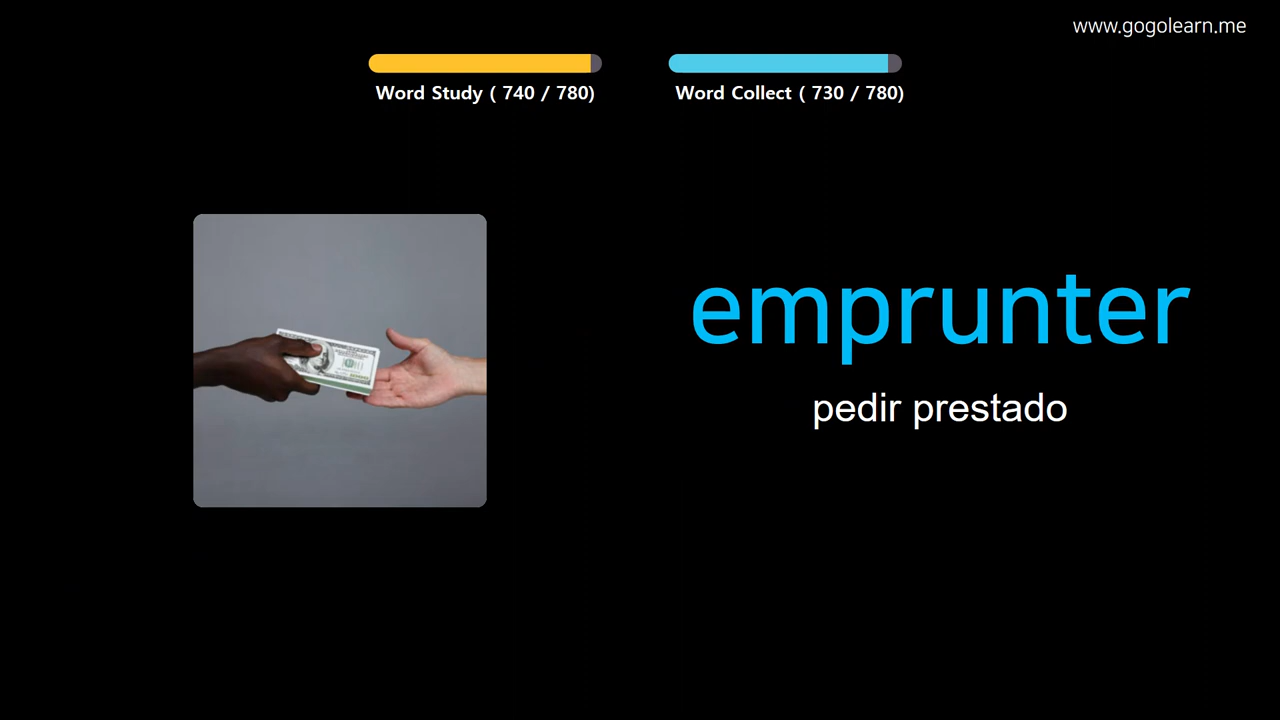 www.gogolearn.me
Word Study ( 740 / 780)
Word Collect ( 730 / 780)
emprunter
pedir prestado